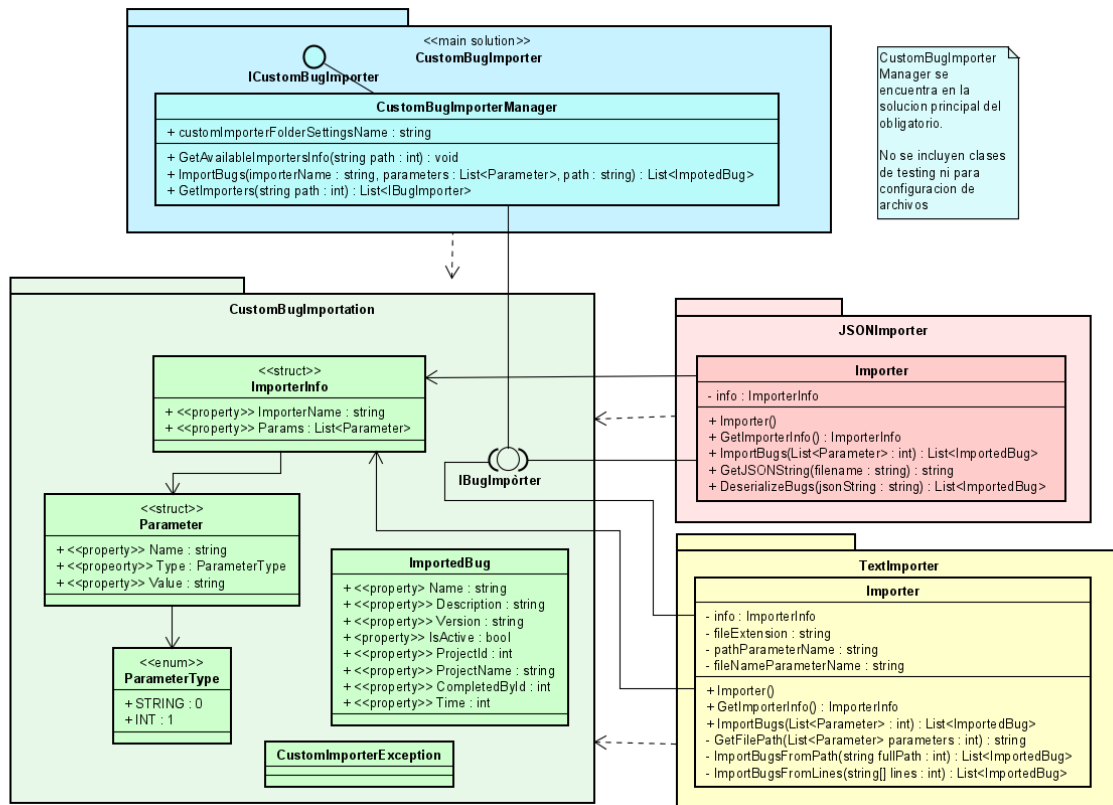 <<main solution>>
CustomBugImporter
ICustomBugImporter
CustomBugImporterManager
+ customImporterFolderSettingsName : string
+ GetAvailableImportersInfo(string path : int) : void
+ ImportBugs(importerName : string, parameters : List<Parameter>, path : string) : List<ImpotedBug>
+ GetImporters(string path : int) : List<IBugImporter>
CustomBugImporter
Manager se
encuentra en la
solucion principal del
obligatorio.
No se incluyen clases
de testing ni para
configuracion de
archivos
CustomBugImportation
<<struct>>
ImporterInfo
+ <<property>> ImporterName : string
+ <<property>> Params : List<Parameter>
<<struct>>
Parameter
+ <<property>> Name : string
+ <<propeorty>> Type : ParameterType
+ <<property>> Value : string
<<enum>>
ParameterType
+ STRING : 0
+ INT : 1
ImportedBug
+ <<property> Name : string
+ <<property>> Description : string
+ <<property>> Version : string
<<property>> IsActive : bool
+ <<property>> ProjectId : int
+ <<property>> ProjectName : string
+ <<property>> CompletedById : int
+ <<property>> Time : int
CustomImporterException
IBugImporter
JSONImporter
Importer
- info : ImporterInfo
+ Importer()
+ GetImporterInfo() : ImporterInfo
+ ImportBugs(List<Parameter> : int) : List<ImportedBug>
+ GetJSONString(filename : string) : string
+ DeserializeBugs(jsonString : string) : List<ImportedBug>
TextImporter
Importer
- info : ImporterInfo
- fileExtension : string
- pathParameterName : string
- fileNameParameterName : string
+ Importer()
+ GetImporterInfo() : ImporterInfo
+ ImportBugs(List<Parameter> : int) : List<ImportedBug>
- GetFilePath(List<Parameter> parameters : int) : string
- ImportBugsFromPath(string fullPath : int) : List<ImportedBug>
- ImportBugsFromLines(string[] lines : int) : List<ImportedBug>